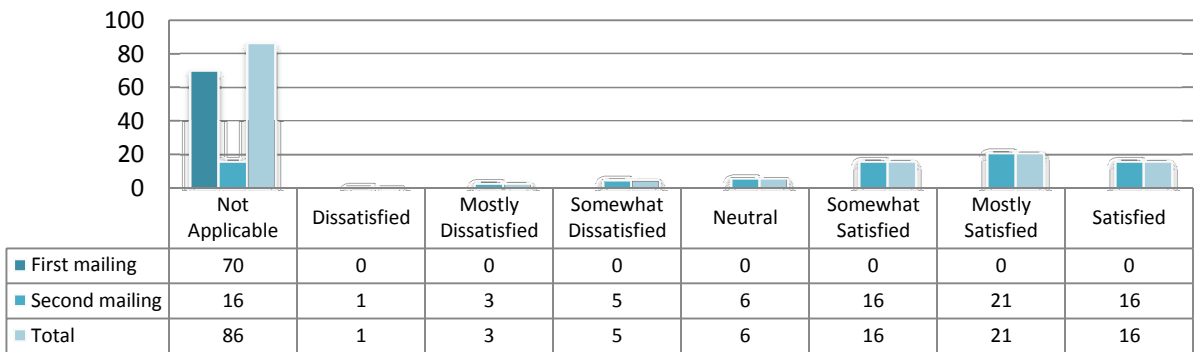 100
80
60
40
20
0
Not Applicable
Dissatisfied
Mostly Dissatisfied
Somewhat Dissatisfied
Neutral
Somewhat Satisfied
Mostly Satisfied
Satisfied
First mailing 70 0 0 0 0 0 0 0
Second mailing 16 1 3 5 6 16 21 16
Total 86 1 3 5 6 16 21 16